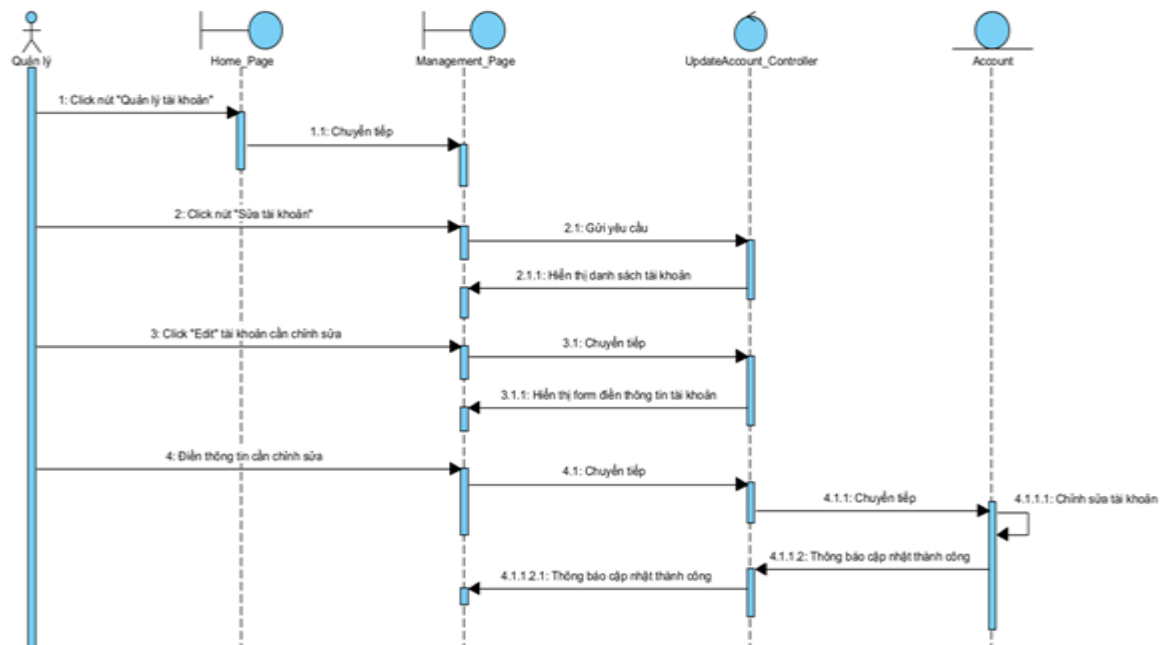 Quản lý
Home_Page
Management_Page
UpdateAccount_Controller
Account
1: Click nút "Quản lý tài khoản"
1.1: Chuyển tiếp
2: Click nút "Sửa tài khoản"
2.1: Gửi yêu cầu
2.1.1: Hiển thị danh sách tài khoản
3: Click "Edit" tài khoản cần chỉnh sửa
3.1: Chuyển tiếp
3.1.1: Hiển thị form điền thông tin tài khoản
4: Điền thông tin cần chỉnh sửa
4.1: Chuyển tiếp
4.1.1: Chuyển tiếp
4.1.1.1: Chỉnh sửa tài khoản
4.1.1.2: Thông báo cập nhật thành công
4.1.1.2.1: Thông báo cập nhật thành công